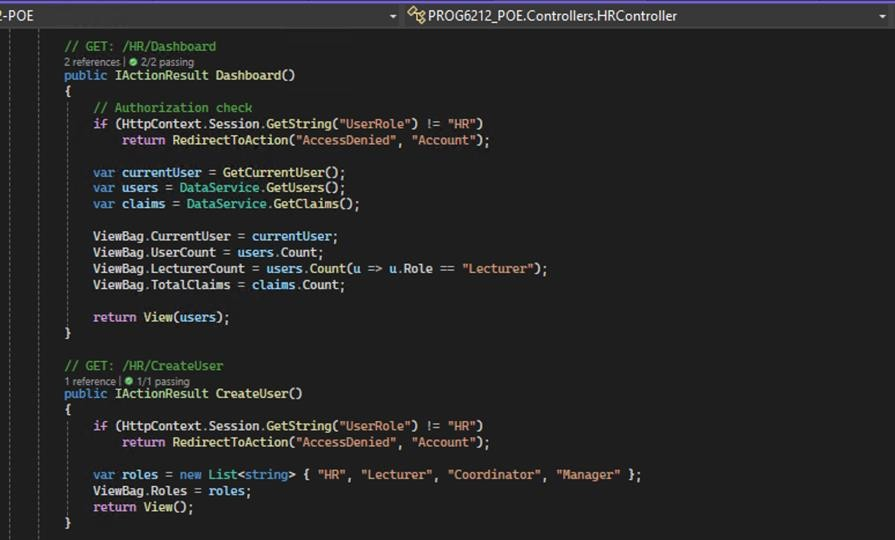 2-POE
PROG6212_POE.Controllers.HRController
// GET: /HR/Dashboard
2 references | 2/2 passing
public IActionResult Dashboard()
{
// Authorization check
if (HttpContext.Session.GetString("UserRole") != "HR")
return RedirectToAction("AccessDenied", "Account");
var currentUser = GetCurrentUser();
var users = DataService.GetUsers();
var claims = DataService.GetClaims();
ViewBag.CurrentUser = currentUser;
ViewBag.UserCount = users.Count;
ViewBag.LecturerCount = users.Count(u => u.Role == "Lecturer");
ViewBag.TotalClaims = claims.Count;
return View(users);
}
// GET: /HR/CreateUser
1 reference | 1/1 passing
public IActionResult CreateUser()
{
if (HttpContext.Session.GetString("UserRole") != "HR")
return RedirectToAction("AccessDenied", "Account");
var roles = new List<string> { "HR", "Lecturer", "Coordinator", "Manager" };
ViewBag.Roles = roles;
return View();
}